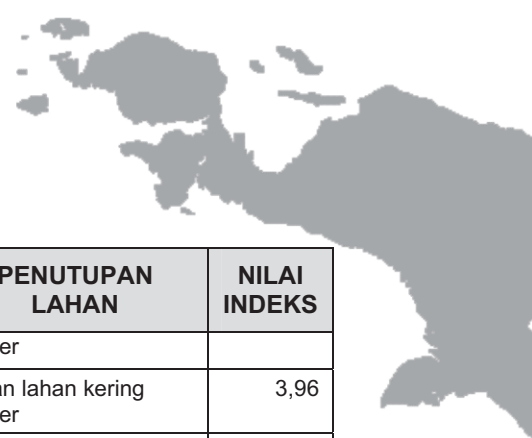 PENUTUPAN
LAHAN
NILAI
INDEKS
er
an lahan kering
er
3,96